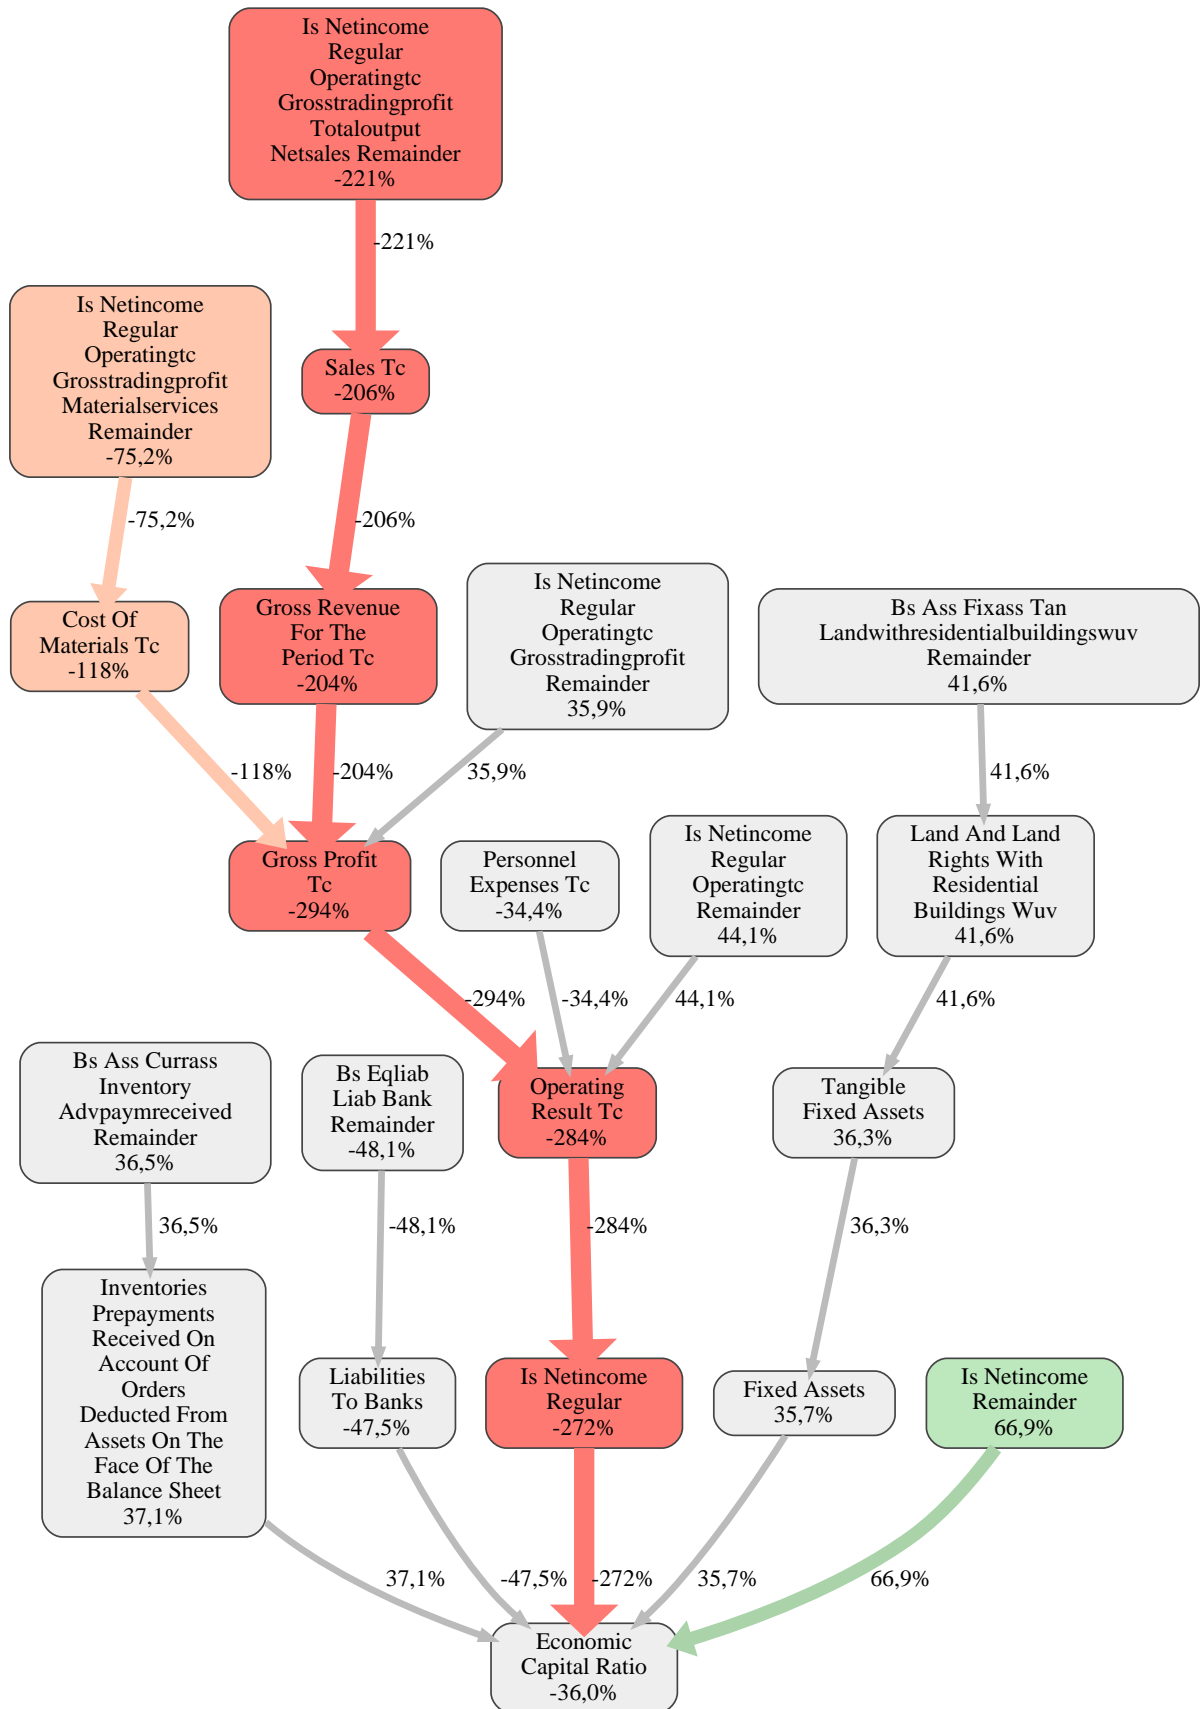 Is Netincome
Regular
Operatingtc
Grosstradingprofit
Totaloutput
Netsales Remainder
-221%
-221%
Is Netincome
Regular
Operatingtc
Grosstradingprofit
Materialservices
Remainder
-75,2%
Sales Tc
-206%
-75,2%
-206%
Cost Of
Materials Tc
-118%
Gross Revenue
For The
Period Tc
-204%
Is Netincome
Regular
Operatingtc
Grosstradingprofit
Remainder
35,9%
Bs Ass Fixass Tan
Landwithresidentialbuildingswuv
Remainder
41,6%
-118%
-204%
35,9%
41,6%
Gross Profit
Tc
-294%
Personnel
Expenses Tc
-34,4%
Is Netincome
Regular
Operatingtc
Remainder
44,1%
Land And Land
Rights With
Residential
Buildings Wuv
41,6%
-294%
-34,4%
44,1%
41,6%
Bs Ass Currass
Inventory
Advpaymreceived
Remainder
36,5%
Bs Eqliab
Liab Bank
Remainder
-48,1%
Operating
Result Tc
-284%
Tangible
Fixed Assets
36,3%
36,5%
-48,1%
-284%
36,3%
Inventories
Prepayments
Received On
Account Of
Orders
Deducted From
Assets On The
Face Of The
Balance Sheet
37,1%
Liabilities
To Banks
-47,5%
Is Netincome
Regular
-272%
Fixed Assets
35,7%
Is Netincome
Remainder
66,9%
37,1%
-47,5%
-272%
35,7%
66,9%
Economic
Capital Ratio
-36,0%